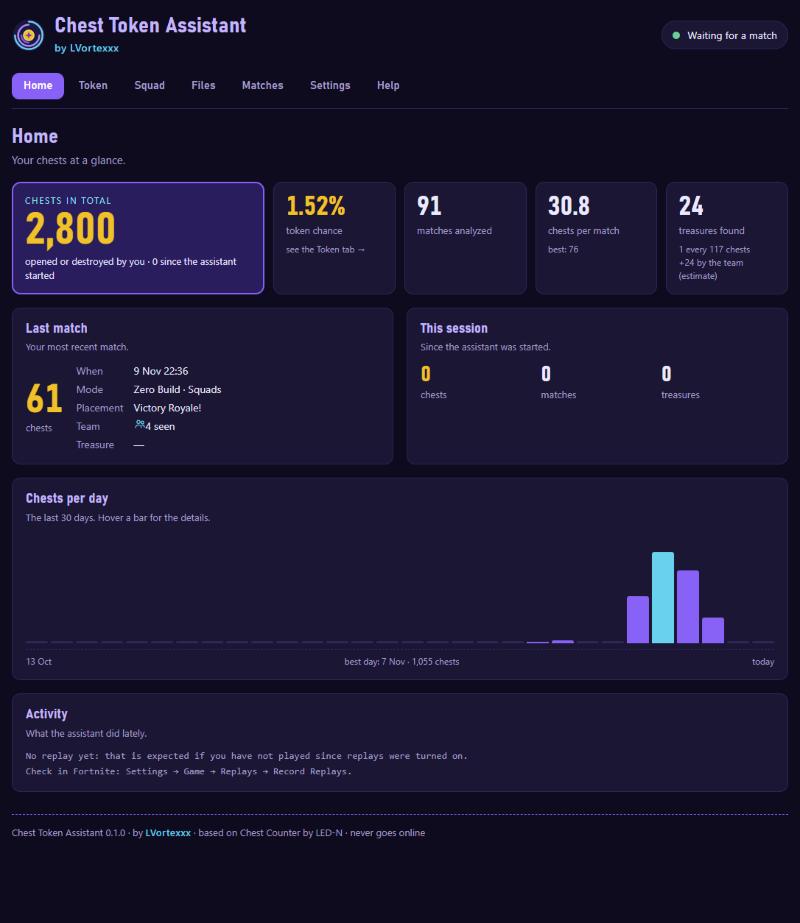 Chest Token Assistant
by LVortexxx
Waiting for a match
Home
Token
Squad
Files
Matches
Settings
Help
Home
Your chests at a glance.
CHESTS IN TOTAL
2,800
opened or destroyed by you · 0 since the assistant
started
1.52%
token chance
see the Token tab →
91
matches analyzed
30.8
chests per match
best: 76
24
treasures found
1 every 117 chests
+24 by the team
(estimate)
Last match
Your most recent match.
61
chests
When 9 Nov 22:36
Mode Zero Build · Squads
Placement Victory Royale!
Team 4 seen
Treasure —
This session
Since the assistant was started.
0
chests
0
matches
0
treasures
Chests per day
The last 30 days. Hover a bar for the details.
13 Oct
best day: 7 Nov · 1,055 chests
today
Activity
What the assistant did lately.
No replay yet: that is expected if you have not played since replays were turned on.
Check in Fortnite: Settings → Game → Replays → Record Replays.
Chest Token Assistant 0.1.0 · by LVortexxx · based on Chest Counter by LED-N · never goes online